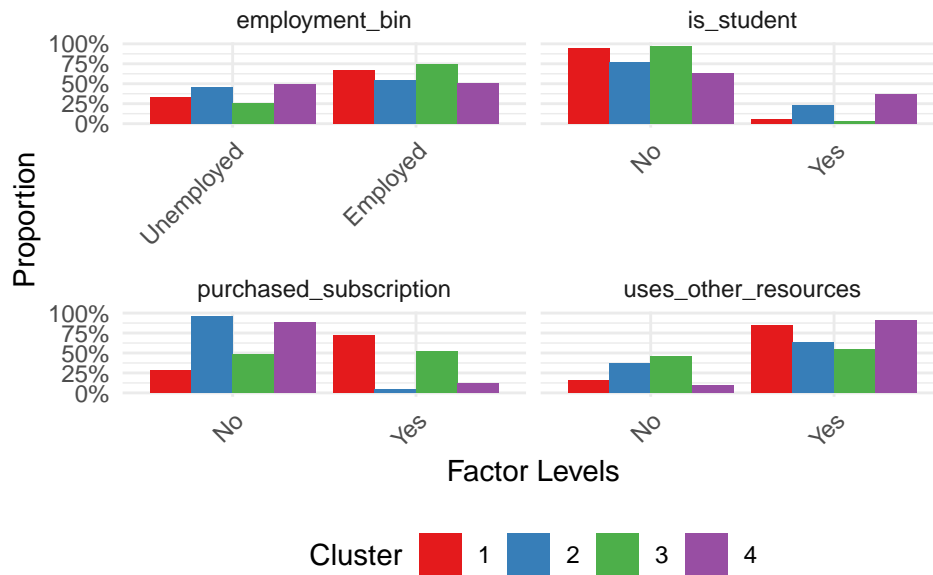 employment_bin
is_student
100%
75%
50%
25%
0%
Unemployed
Employed
No
Yes
Proportion
purchased_subscription
uses_other_resources
100%
75%
50%
25%
0%
No
Yes
No
Yes
Factor Levels
Cluster 1 2 3 4